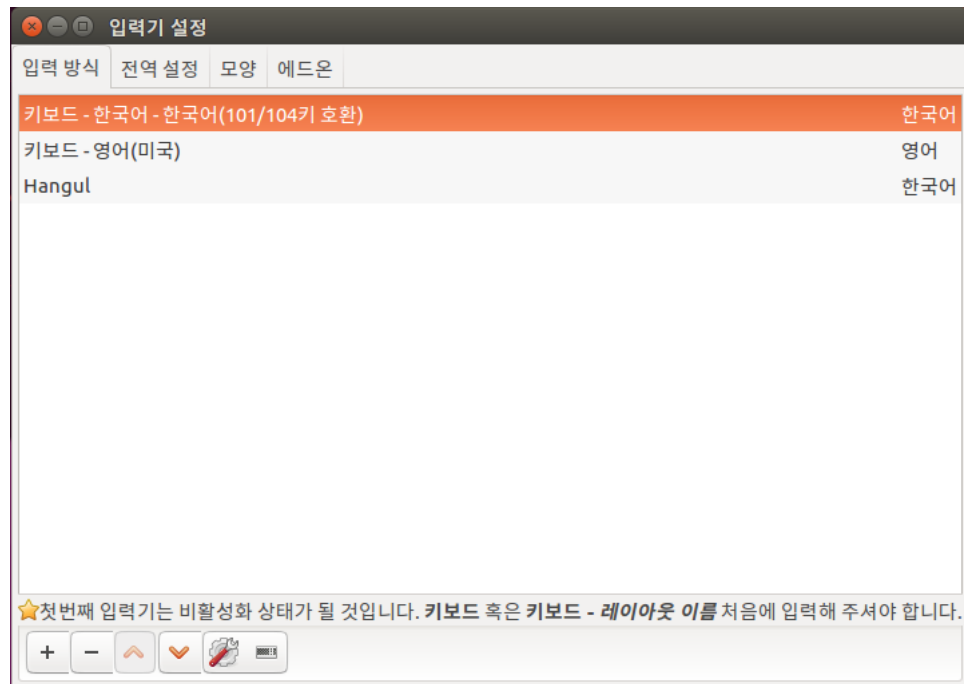 입력기 설정
입력 방식 전역 설정 모양 에드온
키보드 - 한국어 - 한국어(101/104키 호환) 한국어
키보드 - 영어(미국) 영어
Hangul 한국어
첫번째 입력기는 비활성화 상태가 될 것입니다. 키보드 혹은 키보드 - 레이아웃 이름 처음에 입력해 주셔야 합니다.